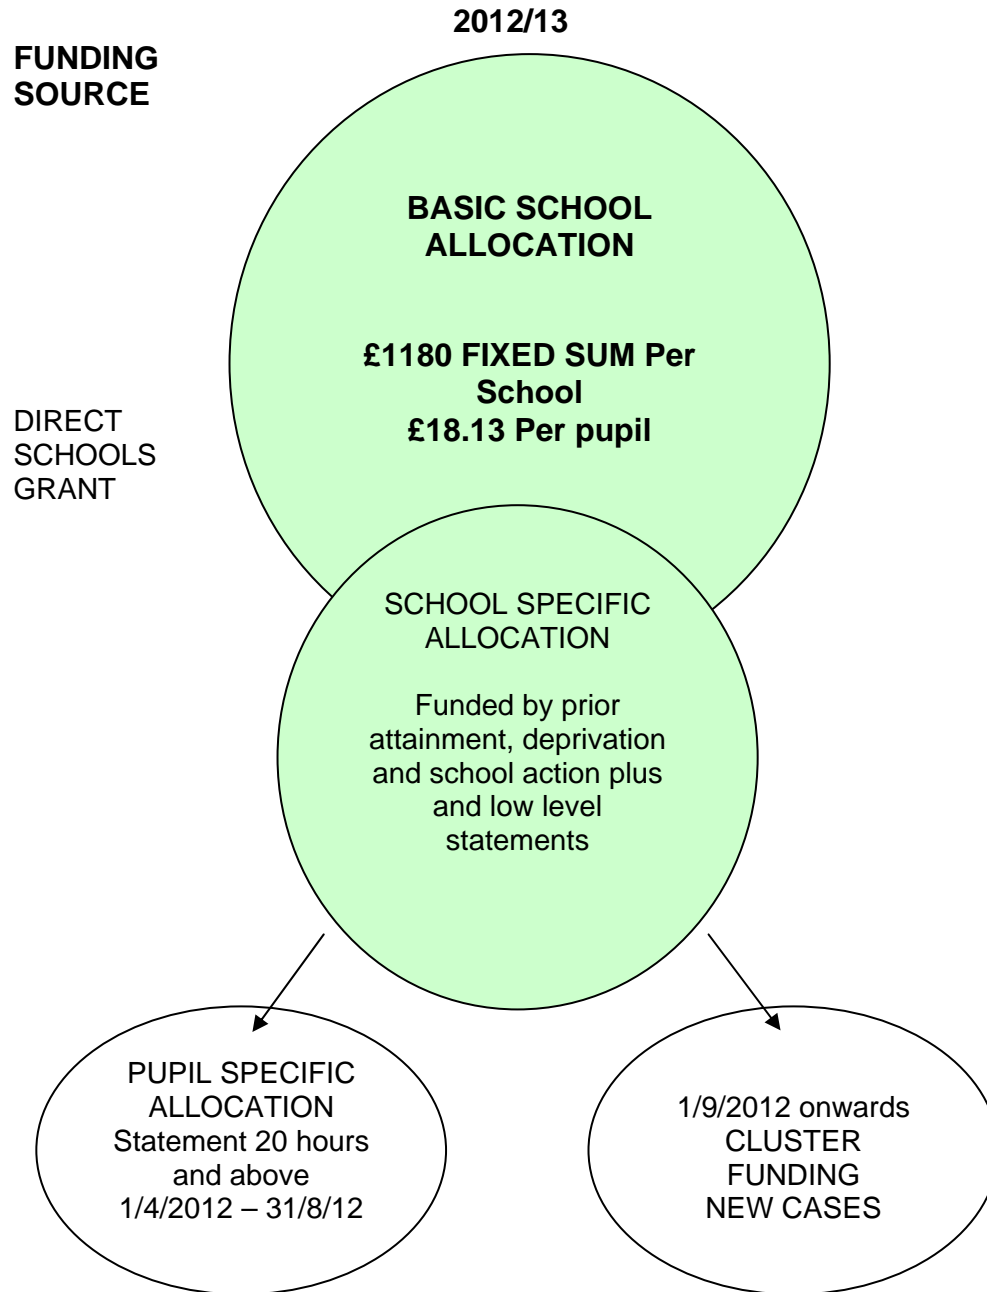 2012/13
FUNDING
SOURCE
BASIC SCHOOL
ALLOCATION
£1180 FIXED SUM Per
School
£18.13 Per pupil
DIRECT
SCHOOLS
GRANT
SCHOOL SPECIFIC
ALLOCATION
Funded by prior
attainment, deprivation
and school action plus
and low level
statements
PUPIL SPECIFIC
ALLOCATION
Statement 20 hours
and above
1/4/2012 – 31/8/12
1/9/2012 onwards
CLUSTER
FUNDING
NEW CASES